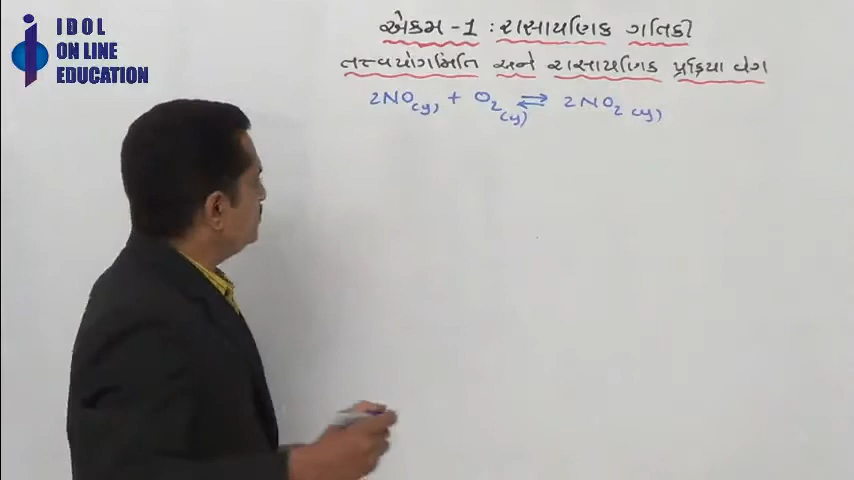 IDOL
ON LINE
EDUCATION
એકમ -1 : રાસાયણિક ગતિકી
તત્ત્વયોગમિતિ અને રાસાયણિક પ્રક્રિયા વેગ
2NO(વા) + O2(વા) ⇌ 2NO2(વા)